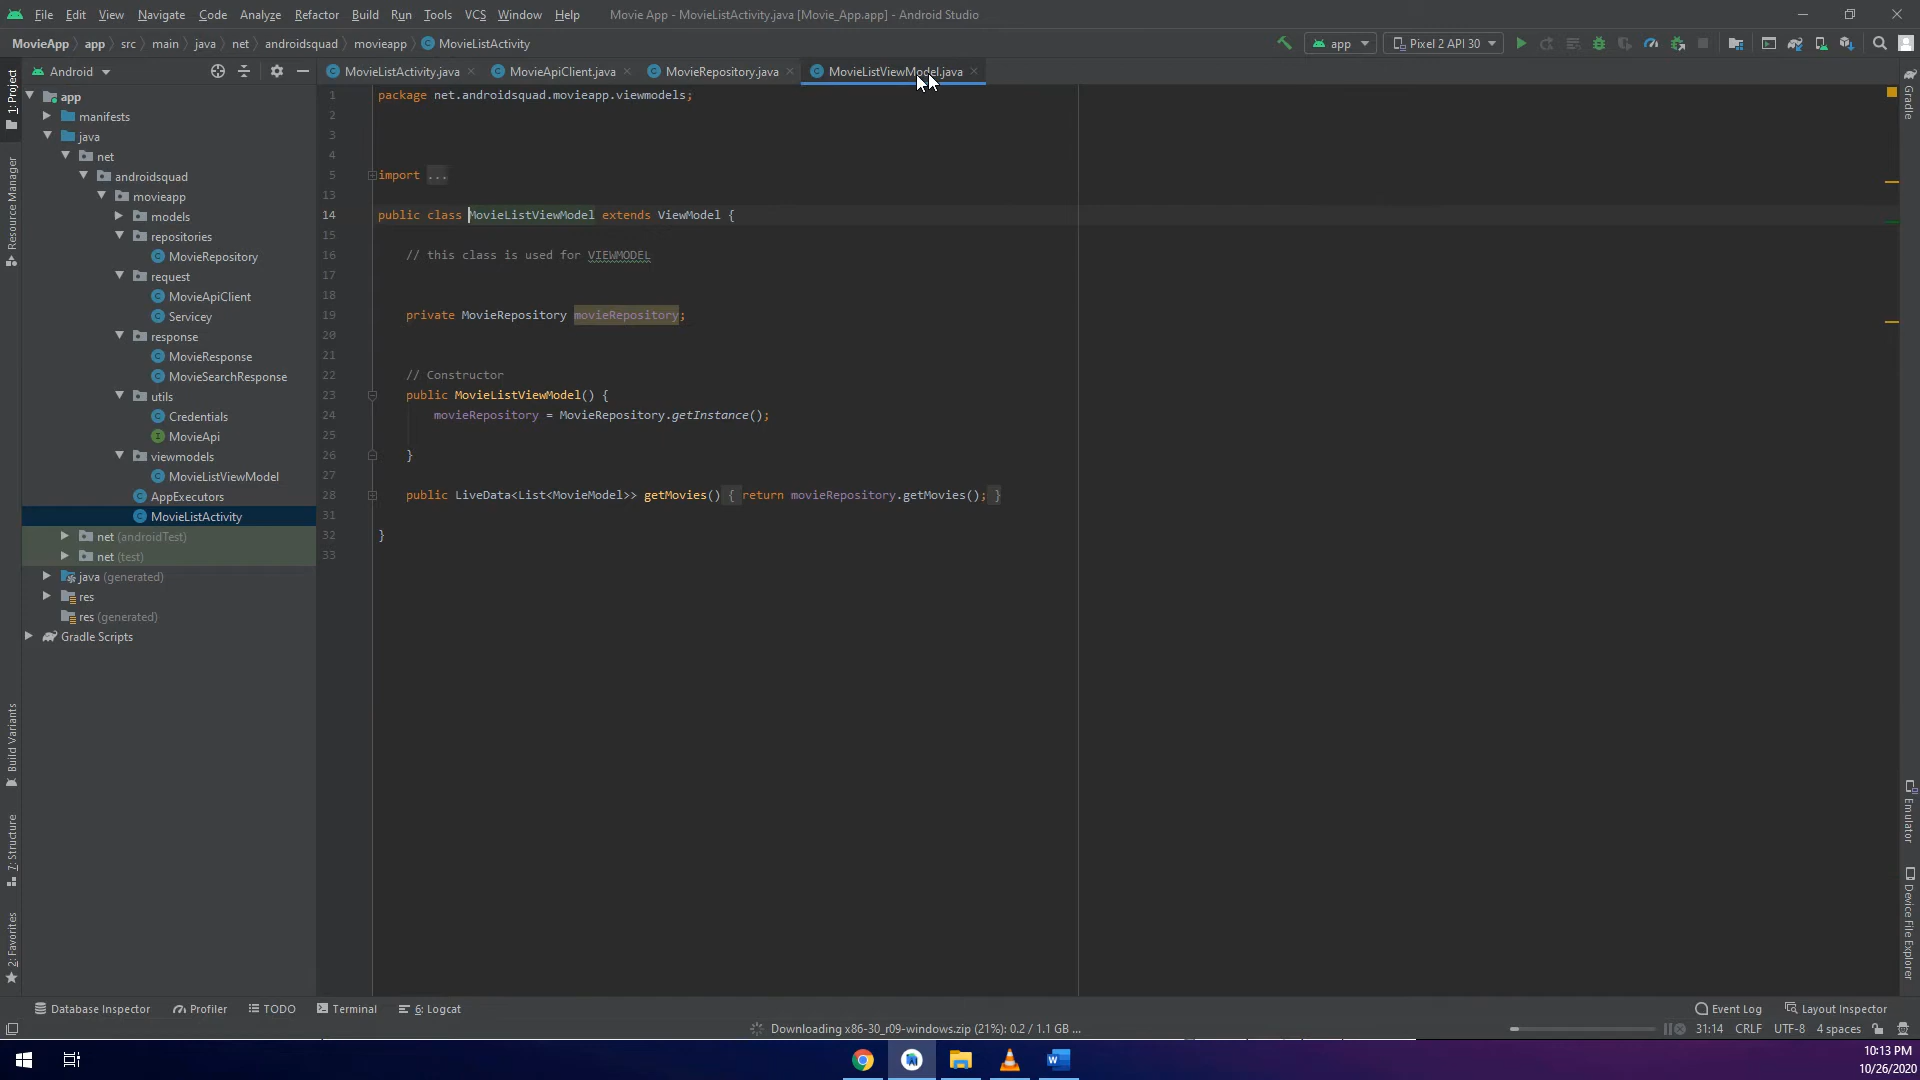 File Edit View Navigate Code Analyze Refactor Build Run Tools VCS Window Help Movie App - MovieListActivity.java [Movie_App.app] - Android Studio
MovieApp app src main java net androidsquad movieapp MovieListActivity app Pixel 2 API 30
Android MovieListActivity.java MovieApiClient.java MovieRepository.java MovieListViewModel.java
1: Project
Resource Manager
Build Variants
7: Structure
2: Favorites
app
manifests
java
net
androidsquad
movieapp
models
repositories
MovieRepository
request
MovieApiClient
Servicey
response
MovieResponse
MovieSearchResponse
utils
Credentials
MovieApi
viewmodels
MovieListViewModel
AppExecutors
MovieListActivity
net (androidTest)
net (test)
java (generated)
res
res (generated)
Gradle Scripts
1 package net.androidsquad.movieapp.viewmodels;
2
3
4
5 import ...
13
14 public class MovieListViewModel extends ViewModel {
15
16 // this class is used for VIEWMODEL
17
18
19 private MovieRepository movieRepository;
20
21
22 // Constructor
23 public MovieListViewModel() {
24 movieRepository = MovieRepository.getInstance();
25
26 }
27
28 public LiveData<List<MovieModel>> getMovies() { return movieRepository.getMovies(); }
31
32 }
33
Gradle
Emulator
Device File Explorer
Database Inspector Profiler TODO Terminal 6: Logcat Event Log Layout Inspector
Downloading x86-30_r09-windows.zip (21%): 0.2 / 1.1 GB ... 31:14 CRLF UTF-8 4 spaces
10:13 PM
10/26/2020